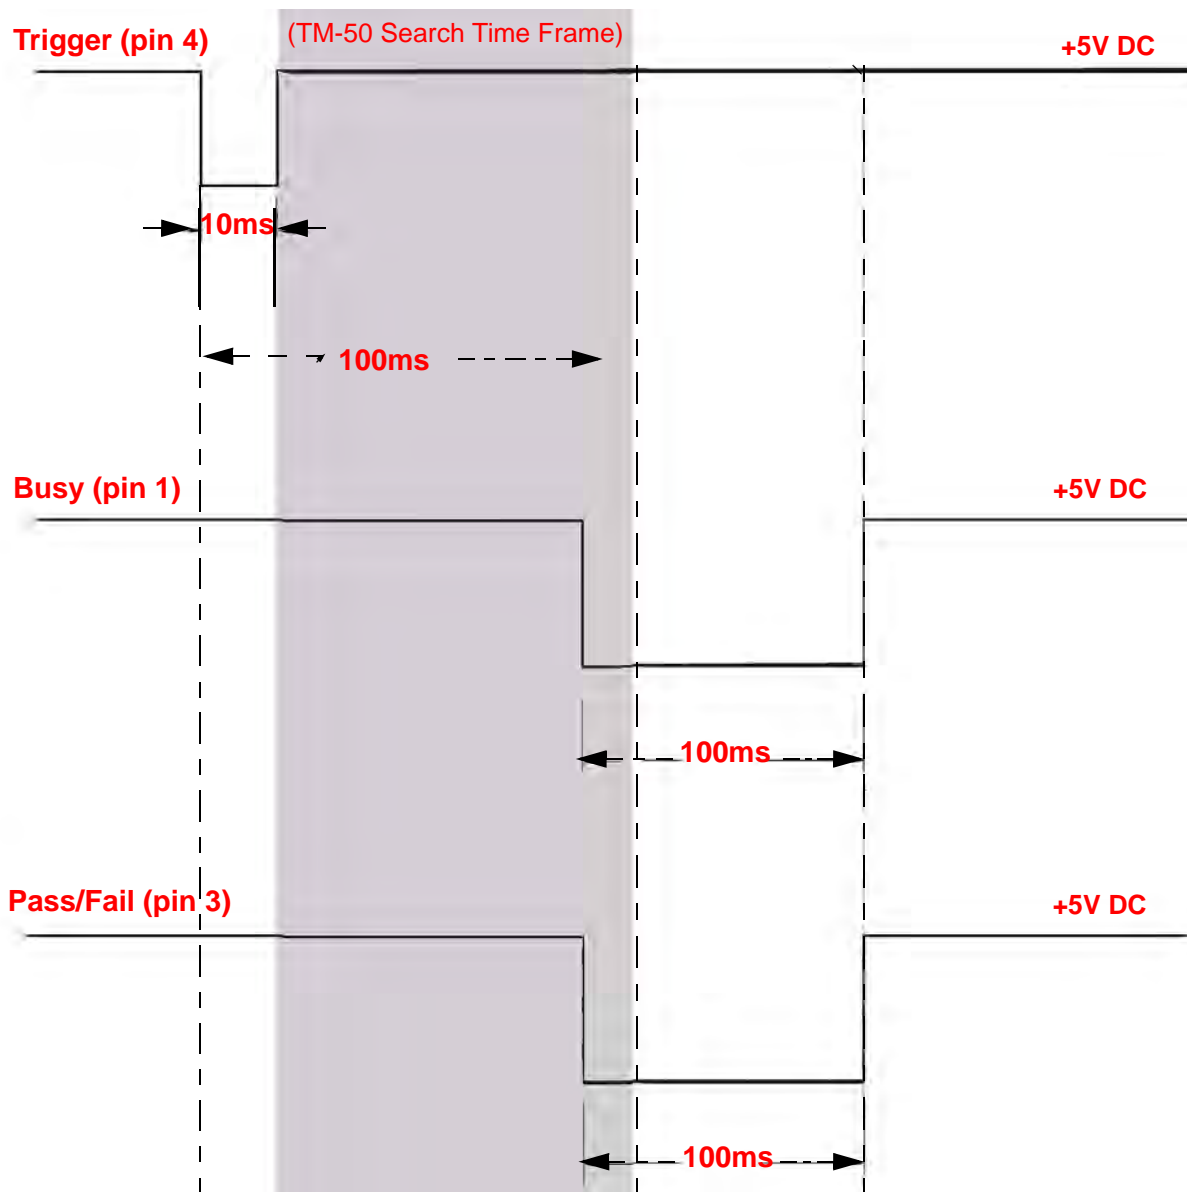 (TM-50 Search Time Frame)
Trigger (pin 4)
+5V DC
10ms
100ms
Busy (pin 1)
+5V DC
100ms
Pass/Fail (pin 3)
+5V DC
100ms